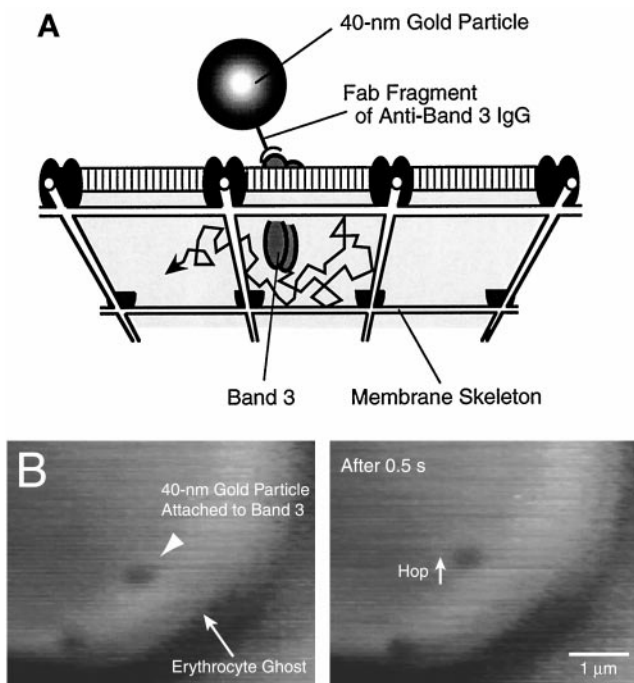 A
40-nm Gold Particle
Fab Fragment
of Anti-Band 3 IgG
Band 3
Membrane Skeleton
B
40-nm Gold Particle
Attached to Band 3
Erythrocyte Ghost
After 0.5 s
Hop
1 μm